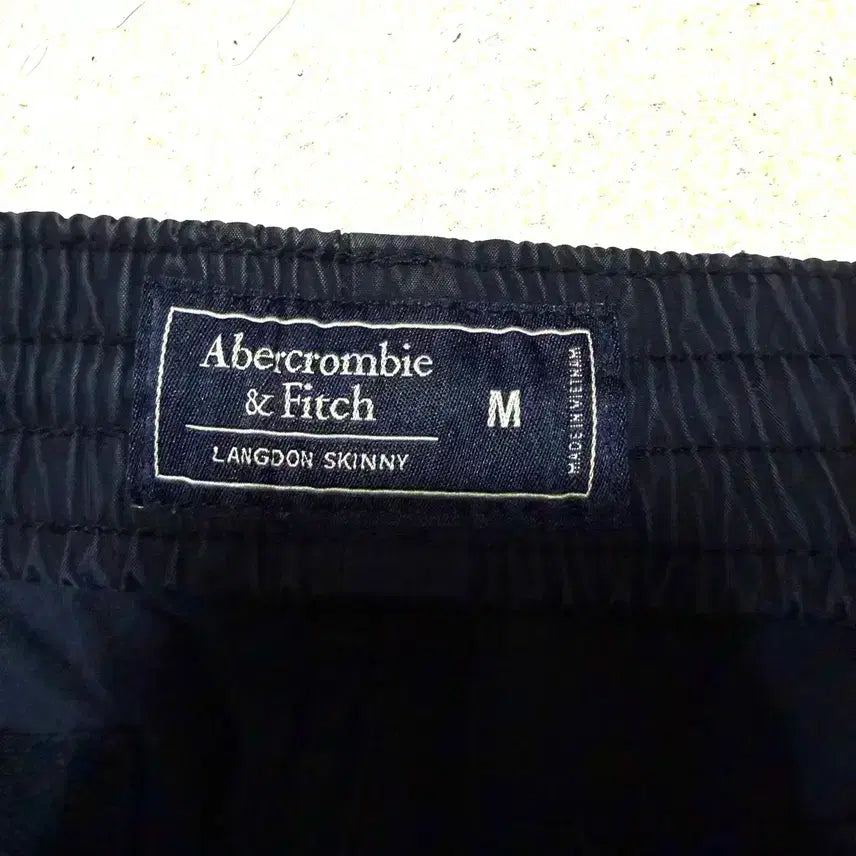 Abercrombie
& Fitch
LANGDON SKINNY
M
MADE IN VIETNAM